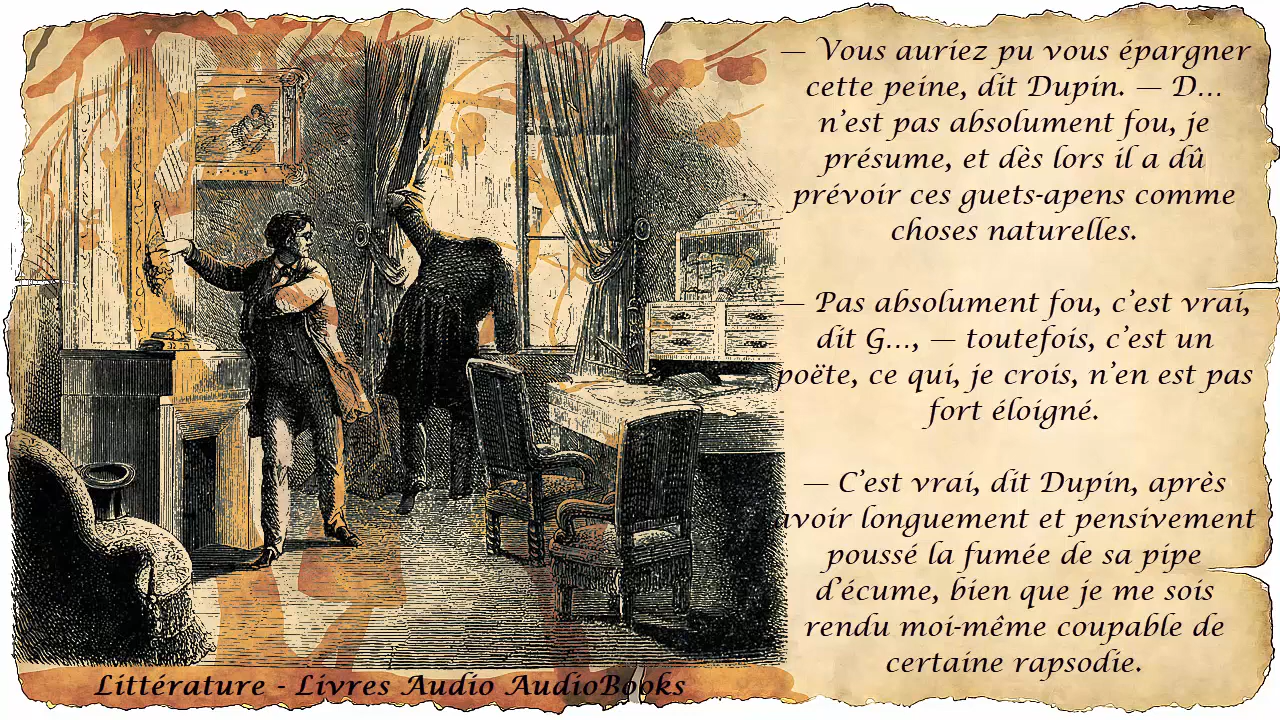 — Vous auriez pu vous épargner
cette peine, dit Dupin. — D...
n'est pas absolument fou, je
présume, et dès lors il a dû
prévoir ces guets-apens comme
choses naturelles.
— Pas absolument fou, c'est vrai,
dit G..., — toutefois, c'est un
poëte, ce qui, je crois, n'en est pas
fort éloigné.
— C'est vrai, dit Dupin, après
avoir longuement et pensivement
poussé la fumée de sa pipe
d'écume, bien que je me sois
rendu moi-même coupable de
certaine rapsodie.
Littérature - Livres Audio AudioBooks